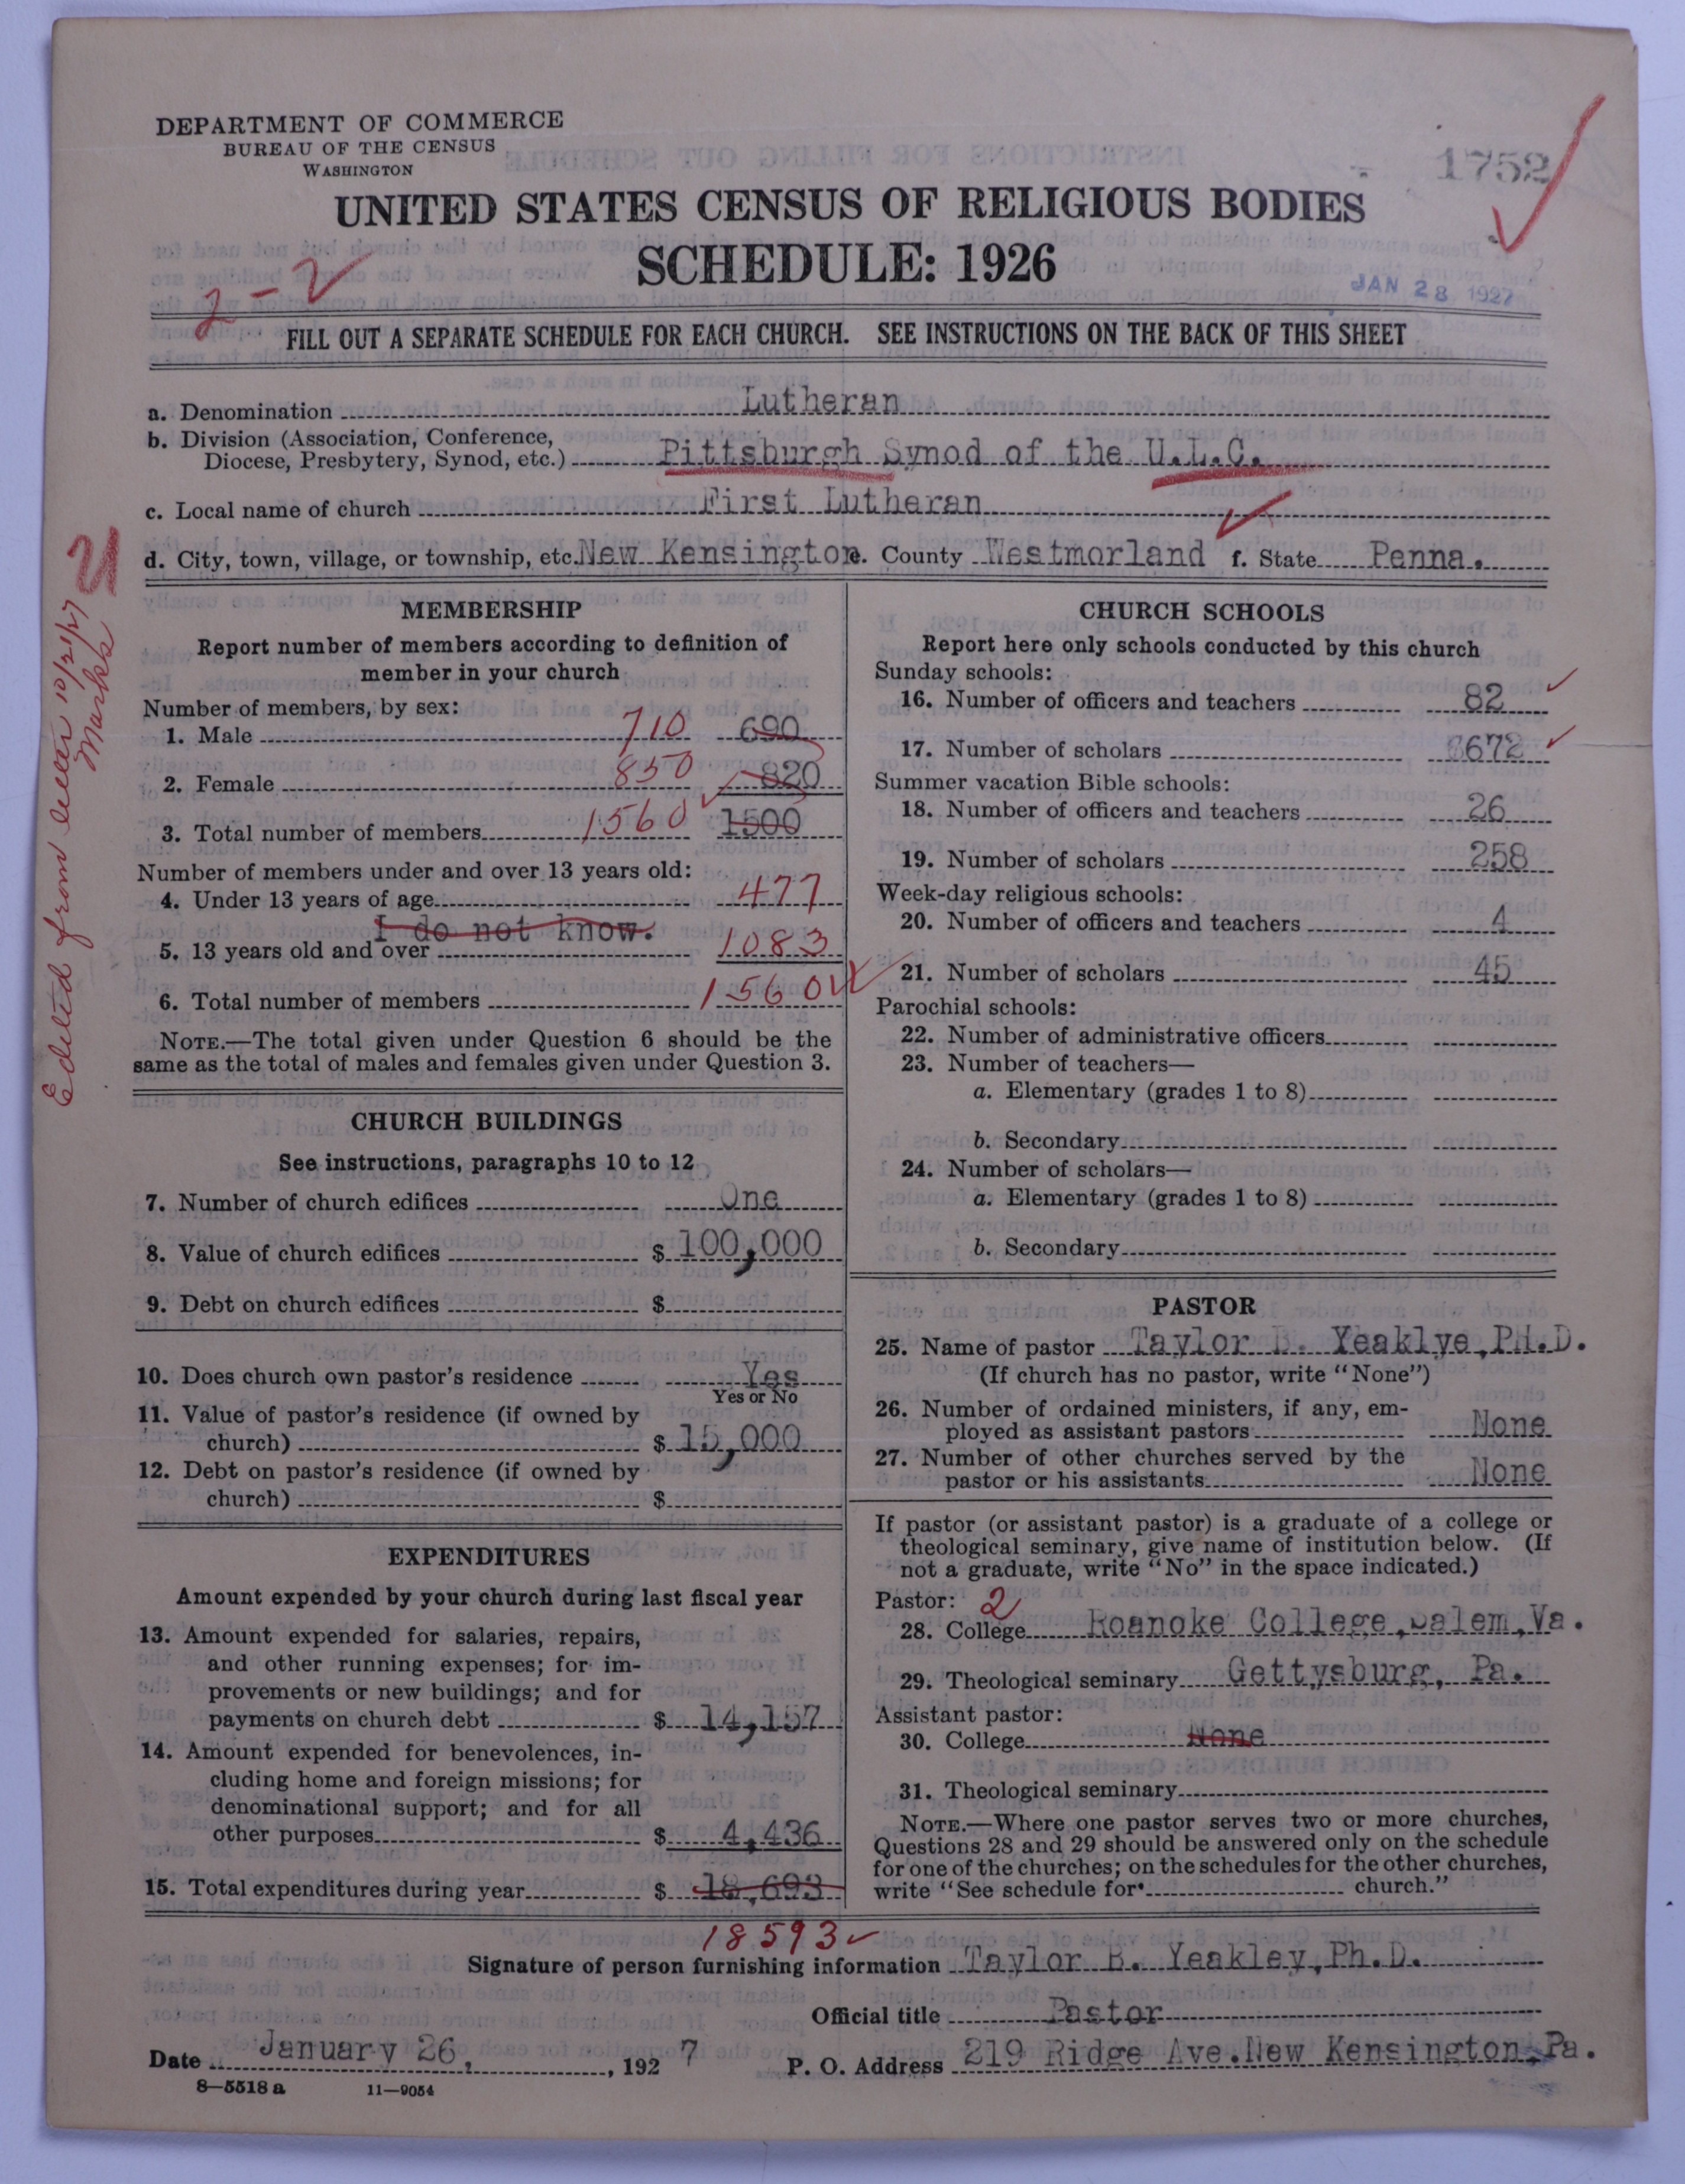 DEPARTMENT OF COMMERCE
BUREAU OF THE CENSUS
WASHINGTON
1752
UNITED STATES CENSUS OF RELIGIOUS BODIES
SCHEDULE: 1926
2 -
JAN 28 1927
FILL OUT A SEPARATE SCHEDULE FOR EACH CHURCH. SEE INSTRUCTIONS ON THE BACK OF THIS SHEET
a. Denomination Lutheran
b. Division (Association, Conference,
Diocese, Presbytery, Synod, etc.) Pittsburgh Synod of the U.L.C.
c. Local name of church First Lutheran
d. City, town, village, or township, etc. New Kensington e. County Westmorland f. State Penna.
Edited from letter 10/21/27
Marks
MEMBERSHIP
Report number of members according to definition of
member in your church
Number of members, by sex:
1. Male 710 690
2. Female 850 820
3. Total number of members 1560 1500
Number of members under and over 13 years old:
4. Under 13 years of age 477
I do not know.
5. 13 years old and over 1083
6. Total number of members 1560
NOTE.—The total given under Question 6 should be the
same as the total of males and females given under Question 3.
CHURCH BUILDINGS
See instructions, paragraphs 10 to 12
7. Number of church edifices One
8. Value of church edifices $ 100,000
9. Debt on church edifices $
10. Does church own pastor's residence Yes
Yes or No
11. Value of pastor's residence (if owned by
church) $ 15,000
12. Debt on pastor's residence (if owned by
church) $
EXPENDITURES
Amount expended by your church during last fiscal year
13. Amount expended for salaries, repairs,
and other running expenses; for im-
provements or new buildings; and for
payments on church debt $ 14,157
14. Amount expended for benevolences, in-
cluding home and foreign missions; for
denominational support; and for all
other purposes $ 4,436
15. Total expenditures during year $ 18,693
18593
CHURCH SCHOOLS
Report here only schools conducted by this church
Sunday schools:
16. Number of officers and teachers 82
17. Number of scholars 672
Summer vacation Bible schools:
18. Number of officers and teachers 26
19. Number of scholars 258
Week-day religious schools:
20. Number of officers and teachers 4
21. Number of scholars 45
Parochial schools:
22. Number of administrative officers
23. Number of teachers—
a. Elementary (grades 1 to 8)
b. Secondary
24. Number of scholars—
a. Elementary (grades 1 to 8)
b. Secondary
PASTOR
25. Name of pastor Taylor B. Yeaklye,PH.D.
(If church has no pastor, write "None")
26. Number of ordained ministers, if any, em-
ployed as assistant pastors None
27. Number of other churches served by the
pastor or his assistants None
If pastor (or assistant pastor) is a graduate of a college or
theological seminary, give name of institution below. (If
not a graduate, write "No" in the space indicated.)
Pastor: 2
28. College Roanoke College,Salem,Va.
29. Theological seminary Gettysburg, Pa.
Assistant pastor:
30. College None
31. Theological seminary
NOTE.—Where one pastor serves two or more churches,
Questions 28 and 29 should be answered only on the schedule
for one of the churches; on the schedules for the other churches,
write "See schedule for church."
Signature of person furnishing information Taylor B. Yeakley,Ph.D.
Official title Pastor
Date January 26, , 1927 P. O. Address 219 Ridge Ave.New Kensington,Pa.
8—5518 a 11—9054